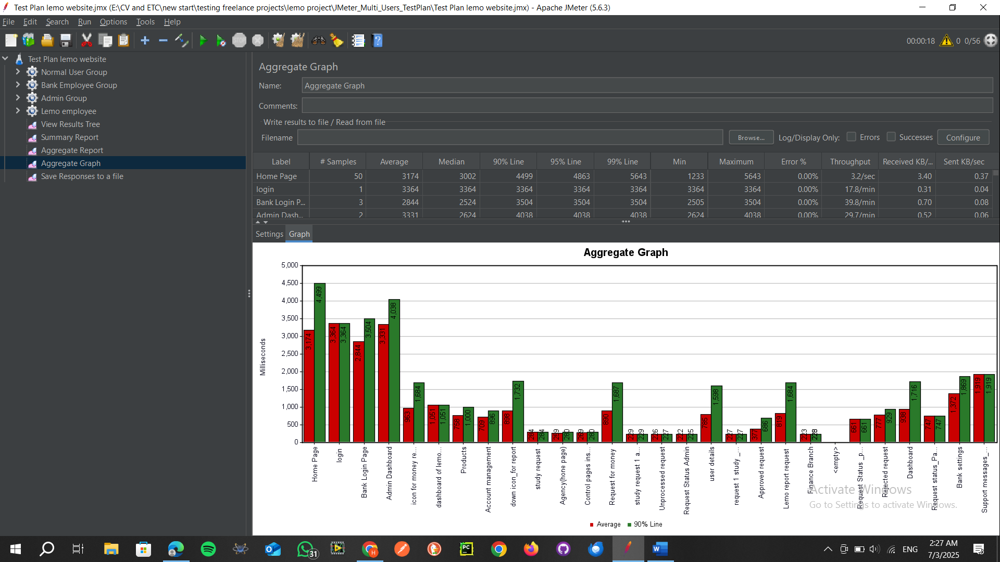 Test Plan lemo website.jmx (E:\CV and ETC\new start\testing freelance projects\lemo project\JMeter_Multi_Users_TestPlan\Test Plan lemo website.jmx) - Apache JMeter (5.6.3)
File Edit Search Run Options Tools Help
STOP
00:00:18 0 0/56
Test Plan lemo website
Normal User Group
Bank Employee Group
Admin Group
Lemo employee
View Results Tree
Summary Report
Aggregate Report
Aggregate Graph
Save Responses to a file
Aggregate Graph
Name: Aggregate Graph
Comments:
Write results to file / Read from file
Filename Browse... Log/Display Only: Errors Successes Configure
Label # Samples Average Median 90% Line 95% Line 99% Line Min Maximum Error % Throughput Received KB/... Sent KB/sec
Home Page 50 3174 3002 4499 4863 5643 1233 5643 0.00% 3.2/sec 3.40 0.37
login 1 3364 3364 3364 3364 3364 3364 3364 0.00% 17.8/min 0.31 0.04
Bank Login P... 3 2844 2524 3504 3504 3504 2505 3504 0.00% 39.8/min 0.70 0.08
Admin Dash... 2 3331 2624 4038 4038 4038 2624 4038 0.00% 29.7/min 0.52 0.06
Settings Graph
Aggregate Graph
Milliseconds
5,000
4,500
4,000
3,500
3,000
2,500
2,000
1,500
1,000
500
0
3,174 4,499
3,364 3,364
2,844 3,504
3,331 4,038
963 1,684
1,051 1,051
758 1,000
709 896
898 1,732
284 284
280
280
890 1,687
229 229
226 227
222 225
785 1,598
227 227
377 686
819 1,684
223 228
651 661
777 929
938 1,716
747 747
1,372 1,869
1,919 1,919
Home Page
login
Bank Login Page
Admin Dashboard
icon for money re...
dashboard of lemo...
Products
Account management
down icon_for report
study request
Agency(hone page)
Control pages ins...
Request for money
study request 1 a...
Unprocessed request
Request Status Admin
user details
request 1 study _...
Approved request
Lemo report request
Finance Branch
<empty>
Request Status _p...
Rejected request
Dashboard
Request status_Pa...
Bank settings
Support messages_...
Average 90% Line
Activate Windows
Go to Settings to activate Windows.
31
H
PC
W
ENG
2:27 AM
7/3/2025